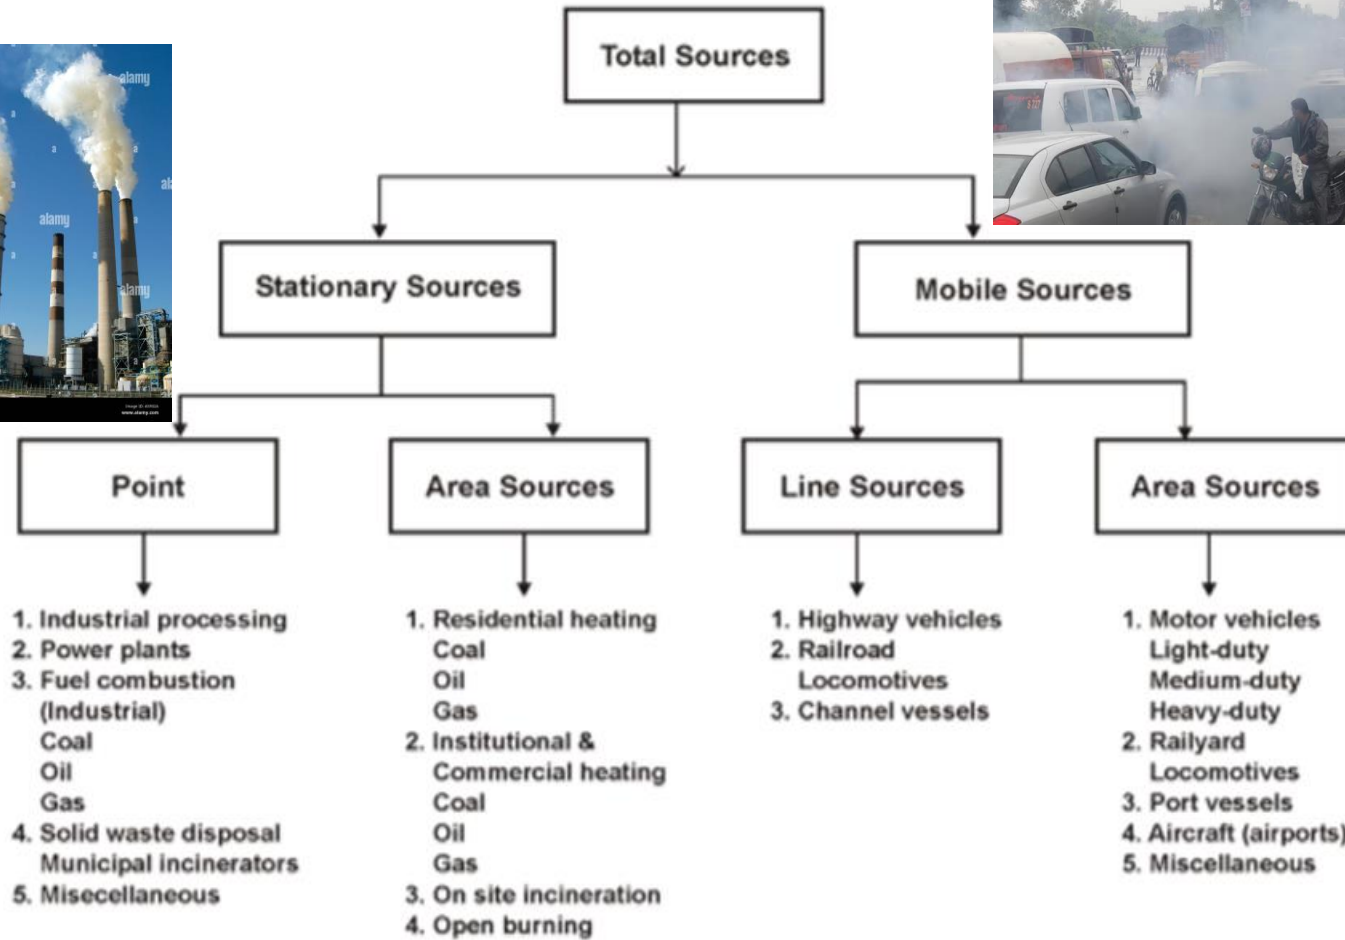 Total Sources
Stationary Sources
Mobile Sources
Point
Area Sources
Line Sources
Area Sources
1. Industrial processing
2. Power plants
3. Fuel combustion
(Industrial)
Coal
Oil
Gas
4. Solid waste disposal
Municipal incinerators
5. Misecellaneous
1. Residential heating
Coal
Oil
Gas
2. Institutional &
Commercial heating
Coal
Oil
Gas
3. On site incineration
4. Open burning
1. Highway vehicles
2. Railroad
Locomotives
3. Channel vessels
1. Motor vehicles
Light-duty
Medium-duty
Heavy-duty
2. Railyard
Locomotives
3. Port vessels
4. Aircraft (airports)
5. Miscellaneous
alamy
alamy
alamy
www.alamy.com